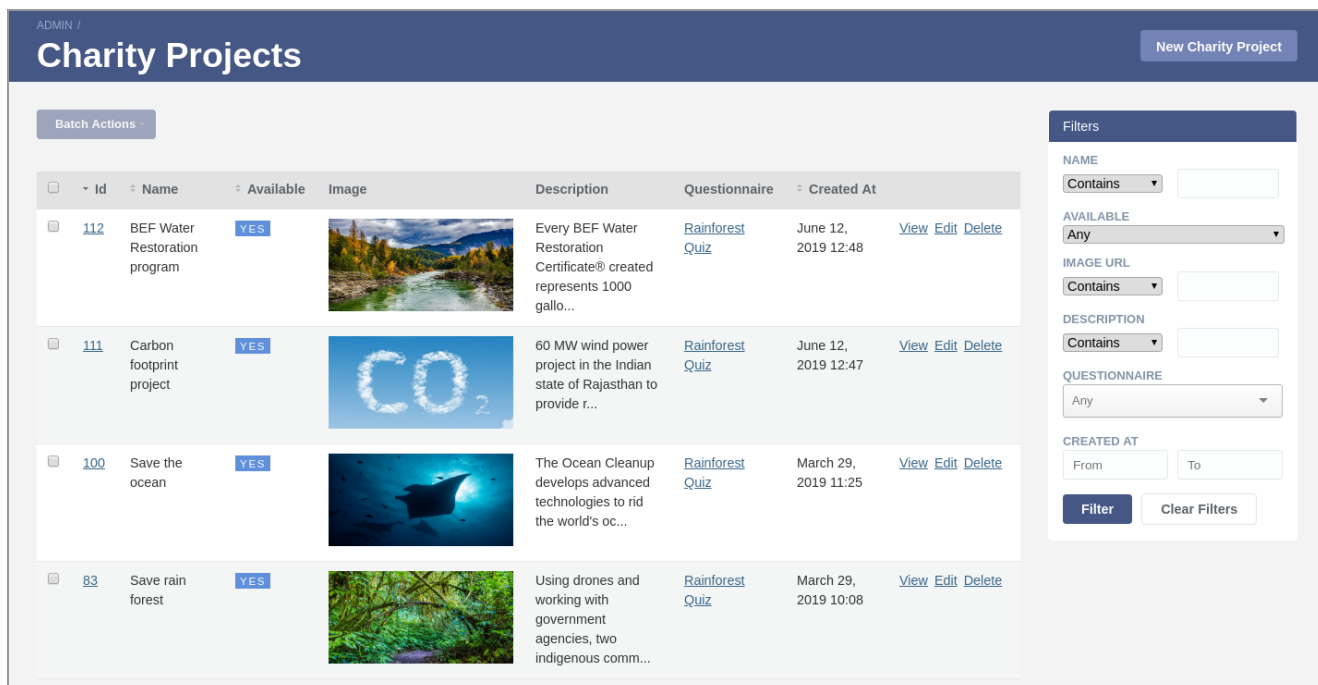 ADMIN /
Charity Projects
New Charity Project
Batch Actions
Id Name Available Image Description Questionnaire Created At
112
BEF Water
Restoration
program
YES
Every BEF Water
Restoration
Certificate® created
represents 1000
gallo...
Rainforest
Quiz
June 12,
2019 12:48
View Edit Delete
111
Carbon
footprint
project
YES
CO2
60 MW wind power
project in the Indian
state of Rajasthan to
provide r...
Rainforest
Quiz
June 12,
2019 12:47
View Edit Delete
100
Save the
ocean
YES
The Ocean Cleanup
develops advanced
technologies to rid
the world's oc...
Rainforest
Quiz
March 29,
2019 11:25
View Edit Delete
83
Save rain
forest
YES
Using drones and
working with
government
agencies, two
indigenous comm...
Rainforest
Quiz
March 29,
2019 10:08
View Edit Delete
Filters
NAME
Contains
AVAILABLE
Any
IMAGE URL
Contains
DESCRIPTION
Contains
QUESTIONNAIRE
Any
CREATED AT
From To
Filter Clear Filters